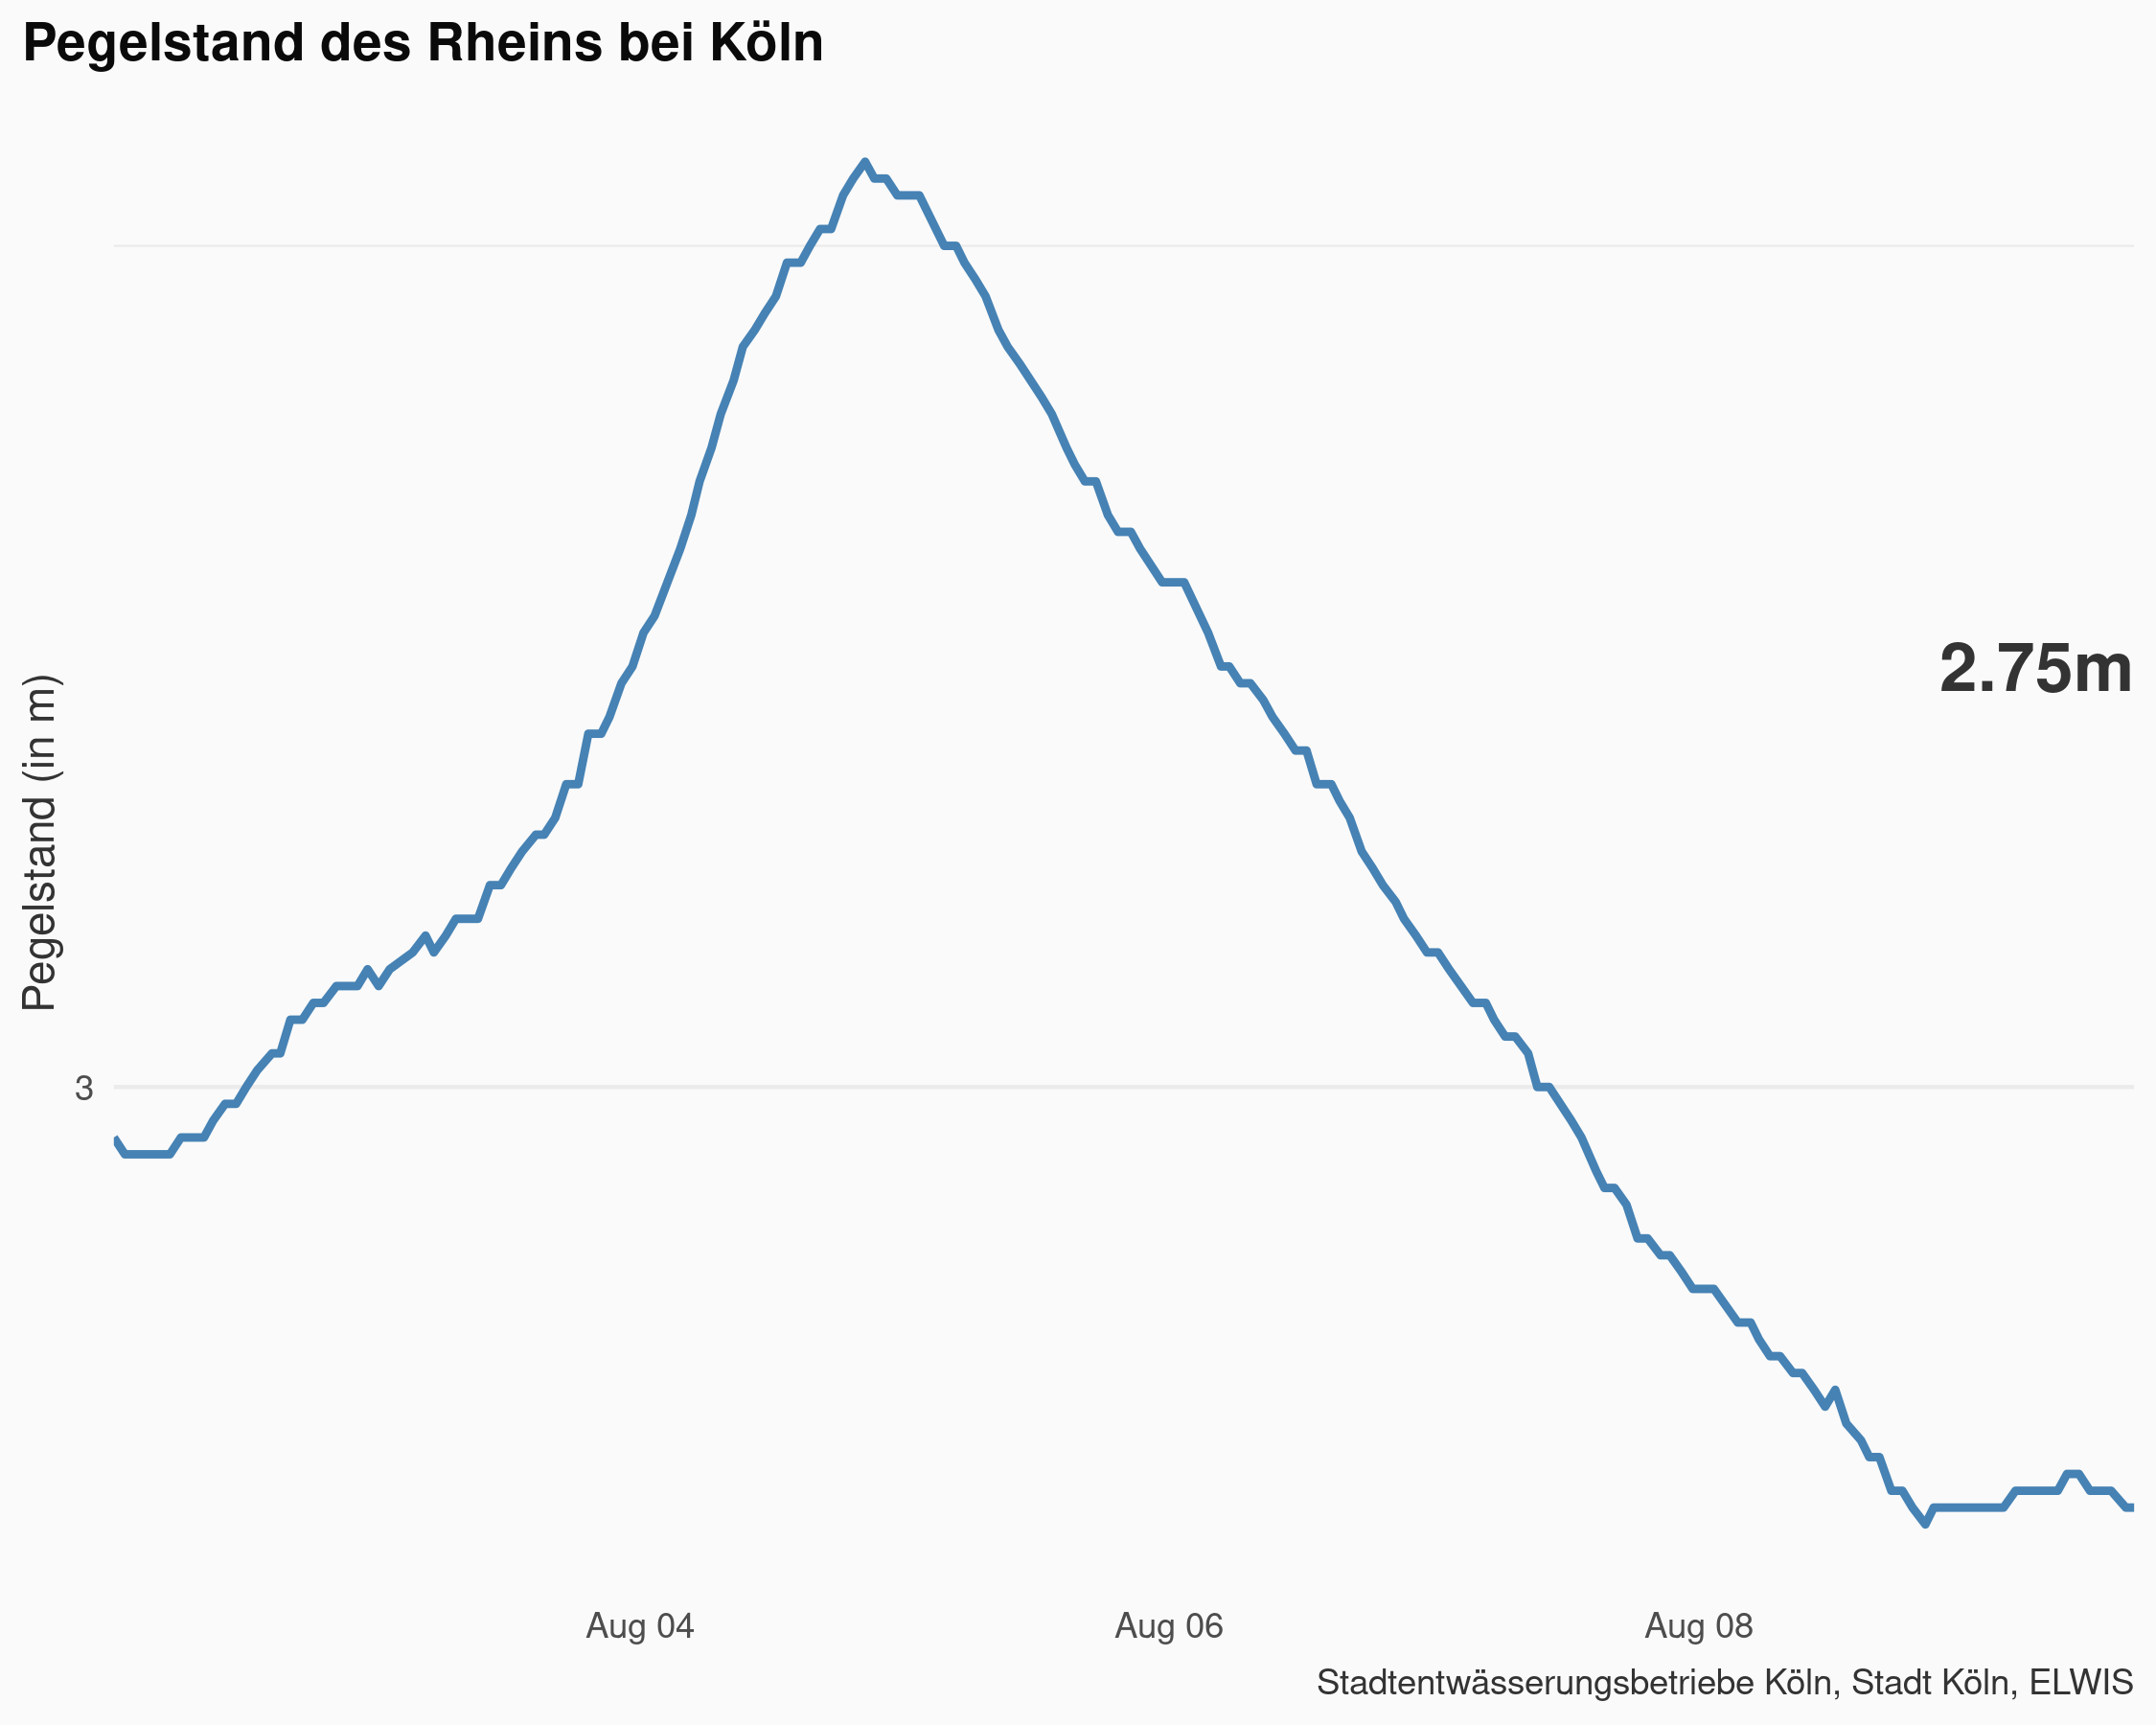 Pegelstand des Rheins bei Köln
Pegelstand (in m)
2.75m
3
Aug 04
Aug 06
Aug 08
Stadtentwässerungsbetriebe Köln, Stadt Köln, ELWIS